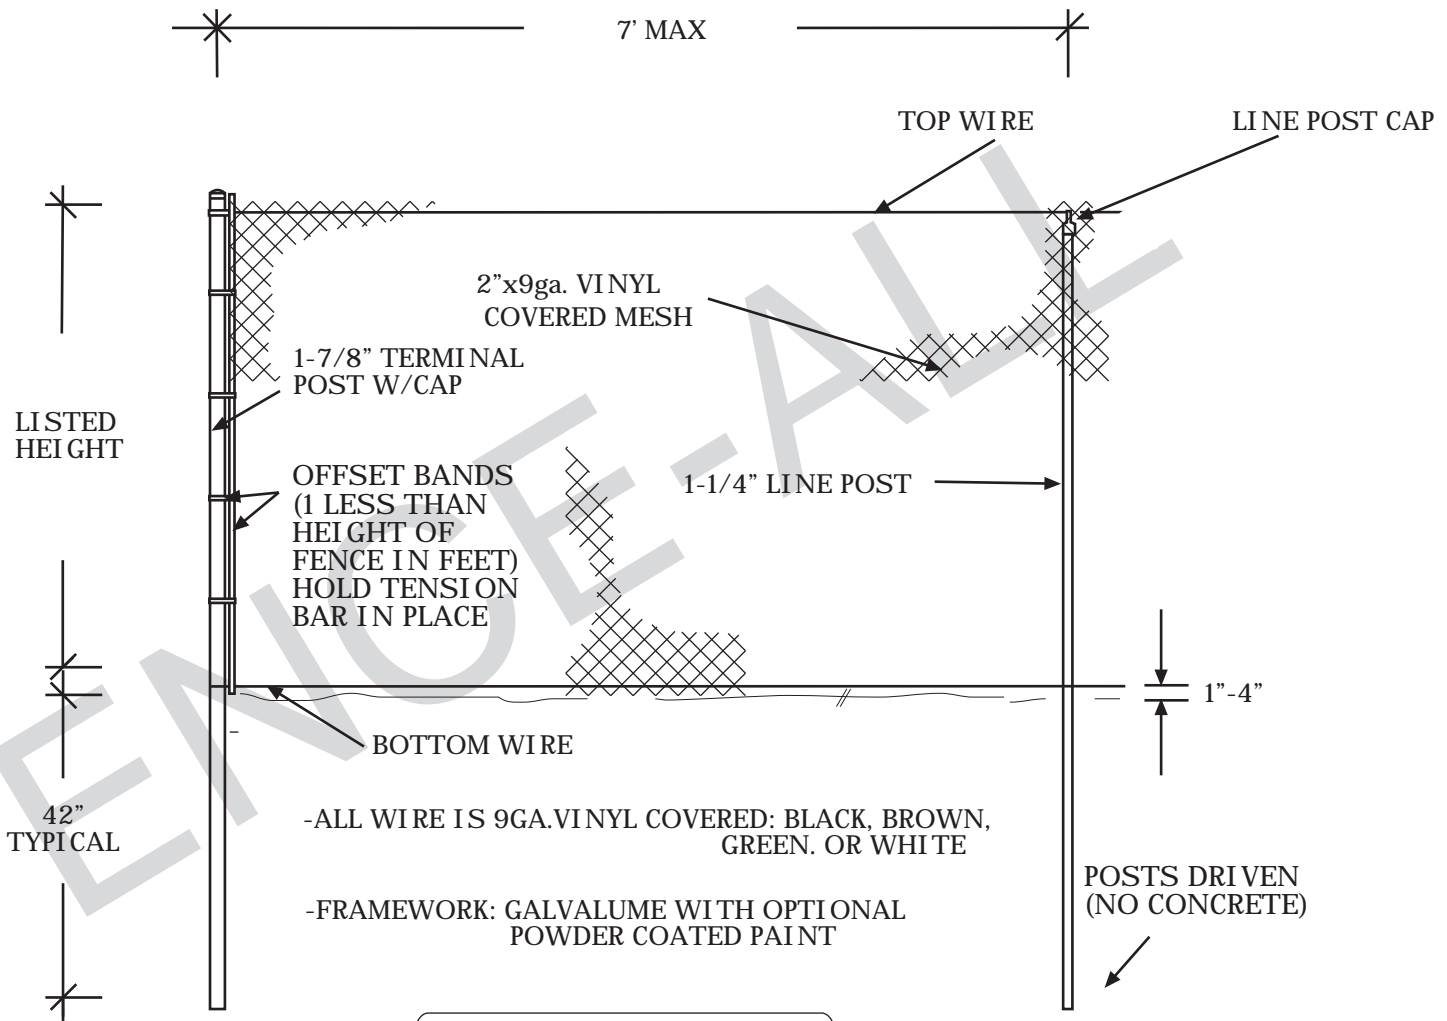 7’ MAX
TOP WIRE
LINE POST CAP
2”x9ga. VINYL
COVERED MESH
1-7/8” TERMINAL
POST W/CAP
LISTED
HEIGHT
OFFSET BANDS
(1 LESS THAN
HEIGHT OF
FENCE IN FEET)
HOLD TENSION
BAR IN PLACE
1-1/4” LINE POST
1”-4”
BOTTOM WIRE
42”
TYPICAL
-ALL WIRE IS 9GA.VINYL COVERED: BLACK, BROWN,
GREEN. OR WHITE
-FRAMEWORK: GALVALUME WITH OPTIONAL
POWDER COATED PAINT
POSTS DRIVEN
(NO CONCRETE)
ENCE-ALL